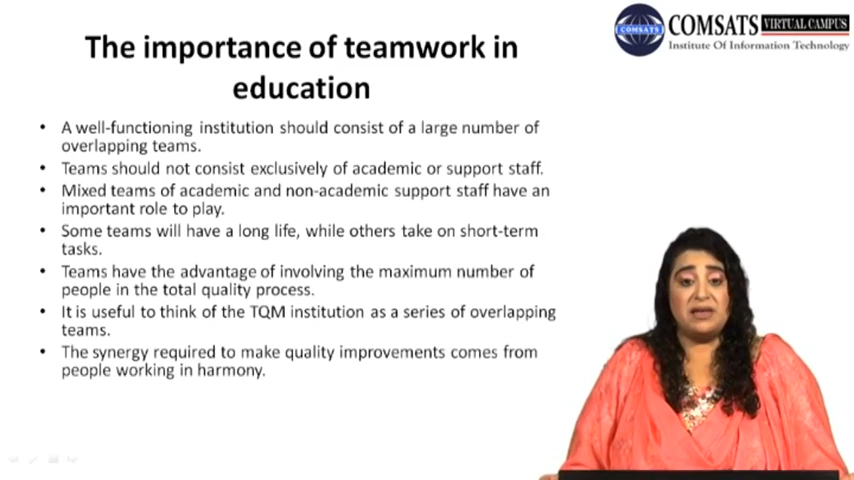 COMSATS VIRTUAL CAMPUS
Institute Of Information Technology
COMSATS
The importance of teamwork in
education
• A well-functioning institution should consist of a large number of
overlapping teams.
• Teams should not consist exclusively of academic or support staff.
• Mixed teams of academic and non-academic support staff have an
important role to play.
• Some teams will have a long life, while others take on short-term
tasks.
• Teams have the advantage of involving the maximum number of
people in the total quality process.
• It is useful to think of the TQM institution as a series of overlapping
teams.
• The synergy required to make quality improvements comes from
people working in harmony.